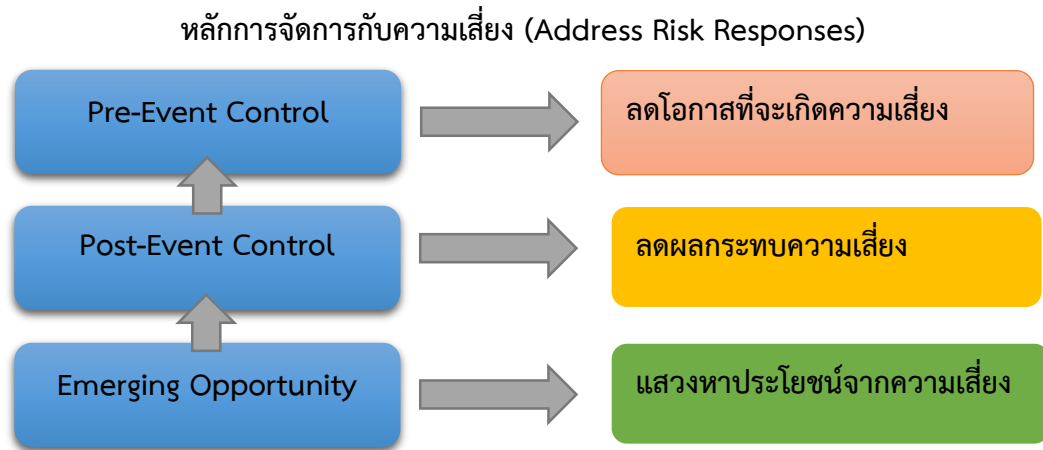 หลักการจัดการกับความเสี่ยง (Address Risk Responses)
Pre-Event Control
ลดโอกาสที่จะเกิดความเสี่ยง
Post-Event Control
ลดผลกระทบความเสี่ยง
Emerging Opportunity
แสวงหาประโยชน์จากความเสี่ยง